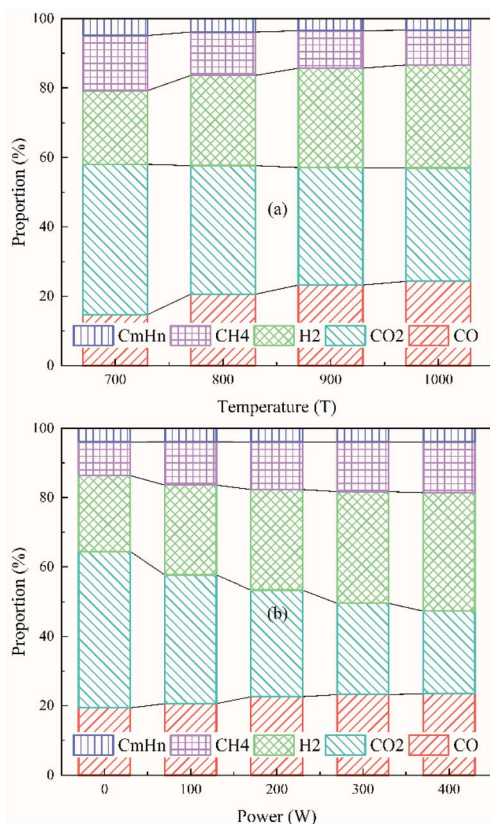 100
80
60
40
20
0
Proportion (%)
(a)
CmHn CH4 H2 CO2 CO
700 800 900 1000
Temperature (T)
100
80
60
40
20
0
Proportion (%)
(b)
CmHn CH4 H2 CO2 CO
0 100 200 300 400
Power (W)